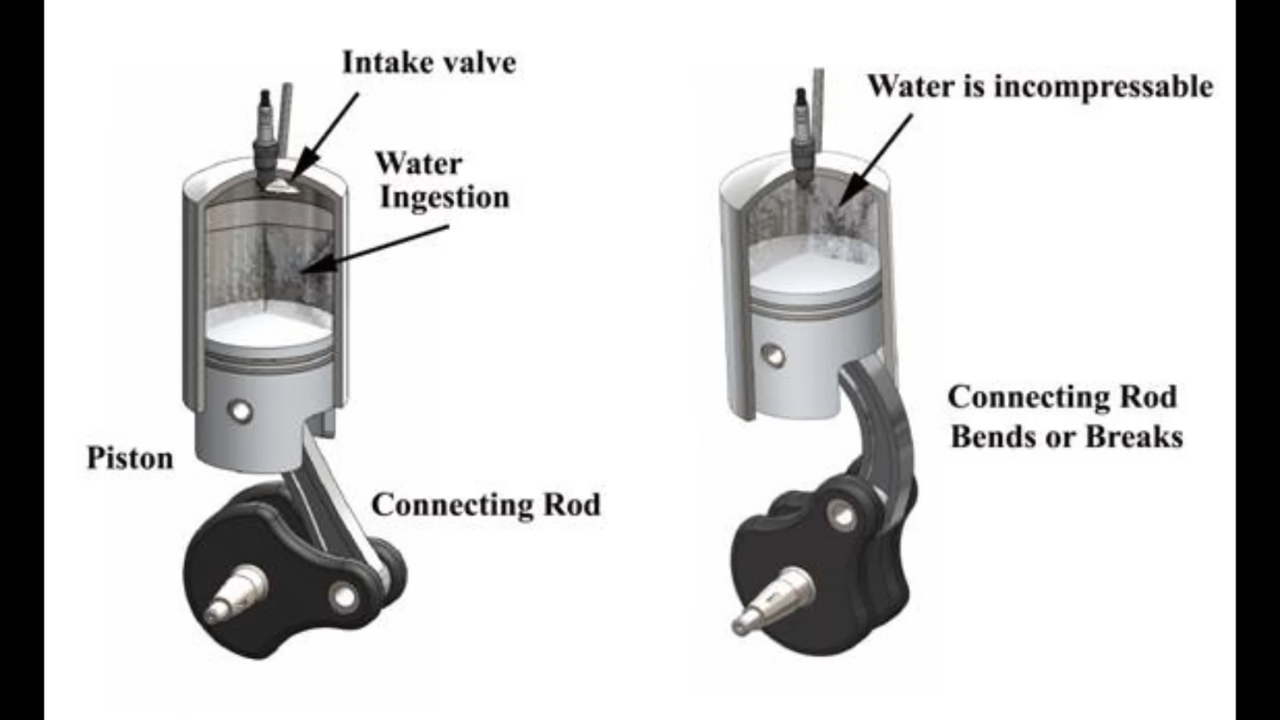 Intake valve
Water
Ingestion
Piston
Connecting Rod
Water is incompressable
Connecting Rod
Bends or Breaks